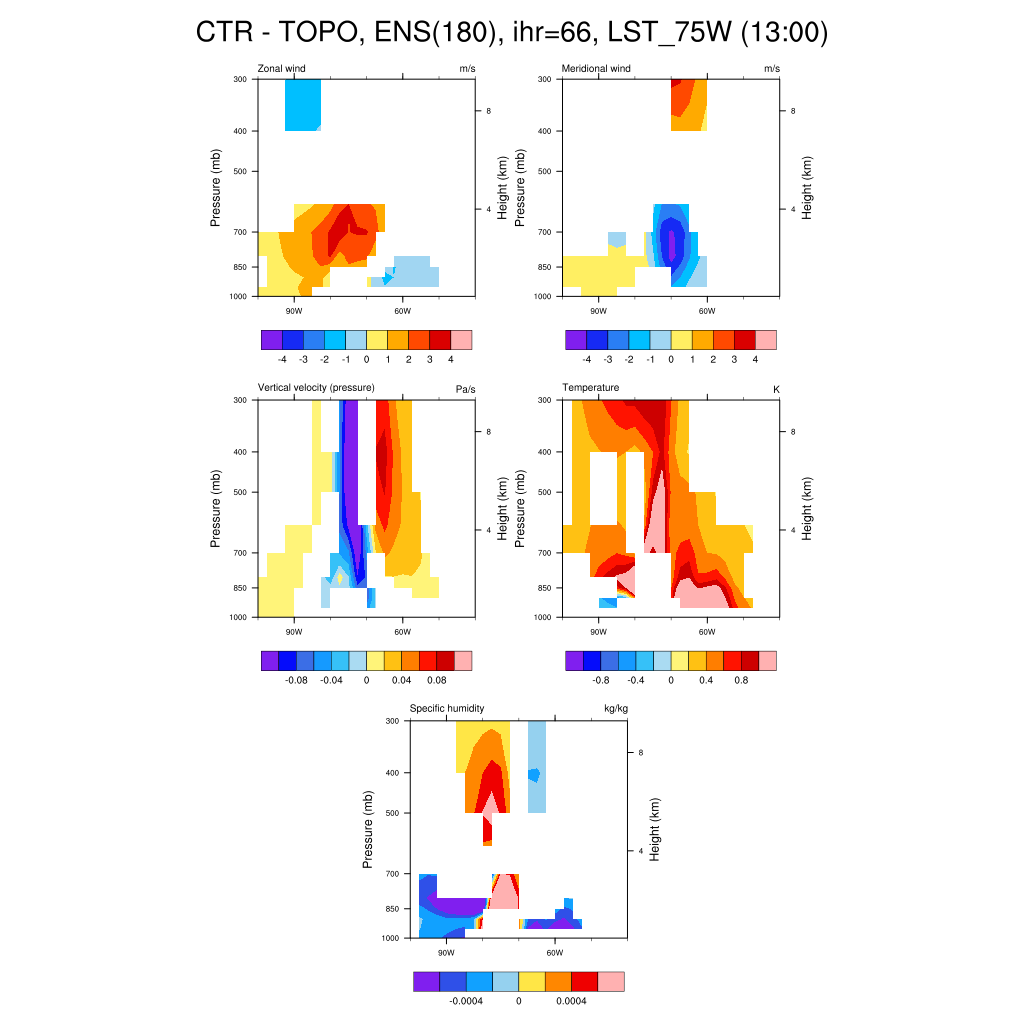 CTR - TOPO, ENS(180), ihr=66, LST_75W (13:00)
Zonal wind m/s
300
400
500
700
850
1000
8
4
Pressure (mb)
Height (km)
90W 60W
-4 -3 -2 -1 0 1 2 3 4
Meridional wind m/s
300
400
500
700
850
1000
8
4
Pressure (mb)
Height (km)
90W 60W
-4 -3 -2 -1 0 1 2 3 4
Vertical velocity (pressure) Pa/s
300
400
500
700
850
1000
8
4
Pressure (mb)
Height (km)
90W 60W
-0.08 -0.04 0 0.04 0.08
Temperature K
300
400
500
700
850
1000
8
4
Pressure (mb)
Height (km)
90W 60W
-0.8 -0.4 0 0.4 0.8
Specific humidity kg/kg
300
400
500
700
850
1000
8
4
Pressure (mb)
Height (km)
90W 60W
-0.0004 0 0.0004